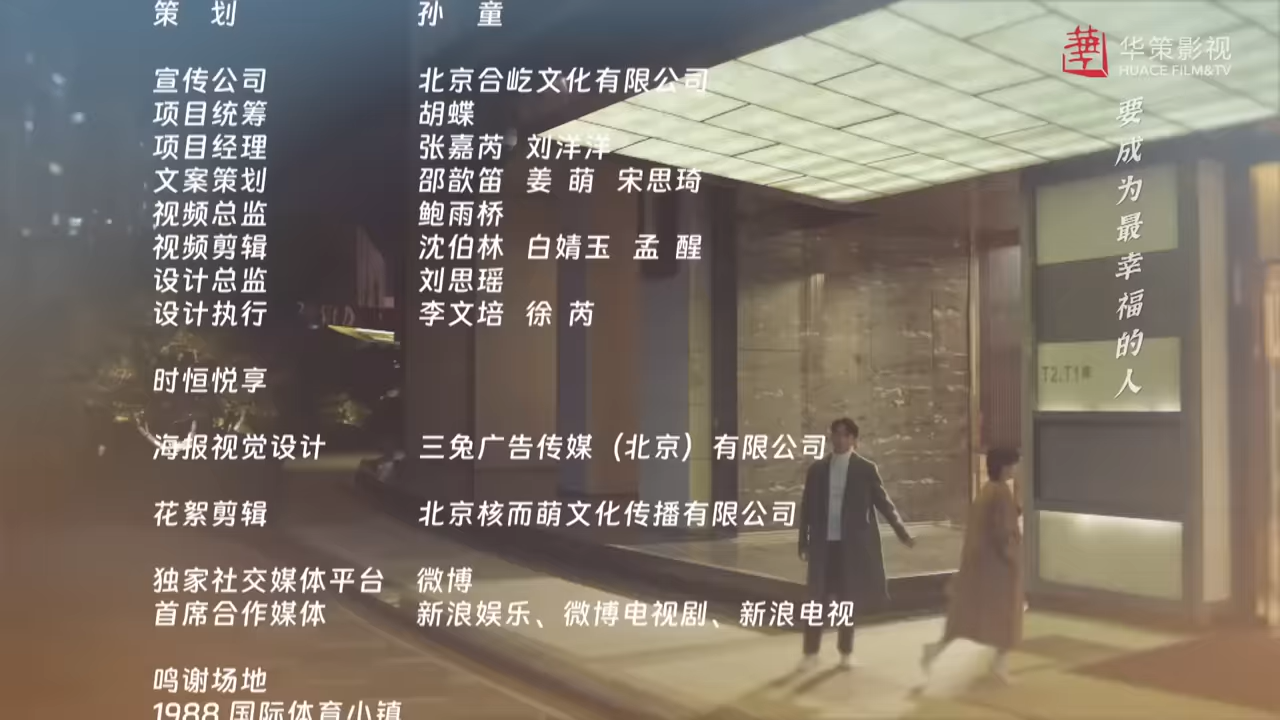 策 划 孙 童
宣传公司 北京合屹文化有限公司
项目统筹 胡蝶
项目经理 张嘉芮 刘洋洋
文案策划 邵歆笛 姜 萌 宋思琦
视频总监 鲍雨桥
视频剪辑 沈伯林 白婧玉 孟 醒
设计总监 刘思瑶
设计执行 李文培 徐 芮
时恒悦享
海报视觉设计 三兔广告传媒（北京）有限公司
花絮剪辑 北京核而萌文化传播有限公司
独家社交媒体平台 微博
首席合作媒体 新浪娱乐、微博电视剧、新浪电视
鸣谢场地
1988 国际体育小镇
華
华策影视
HUACE FILM&TV
要成为最幸福的人
T2.T1